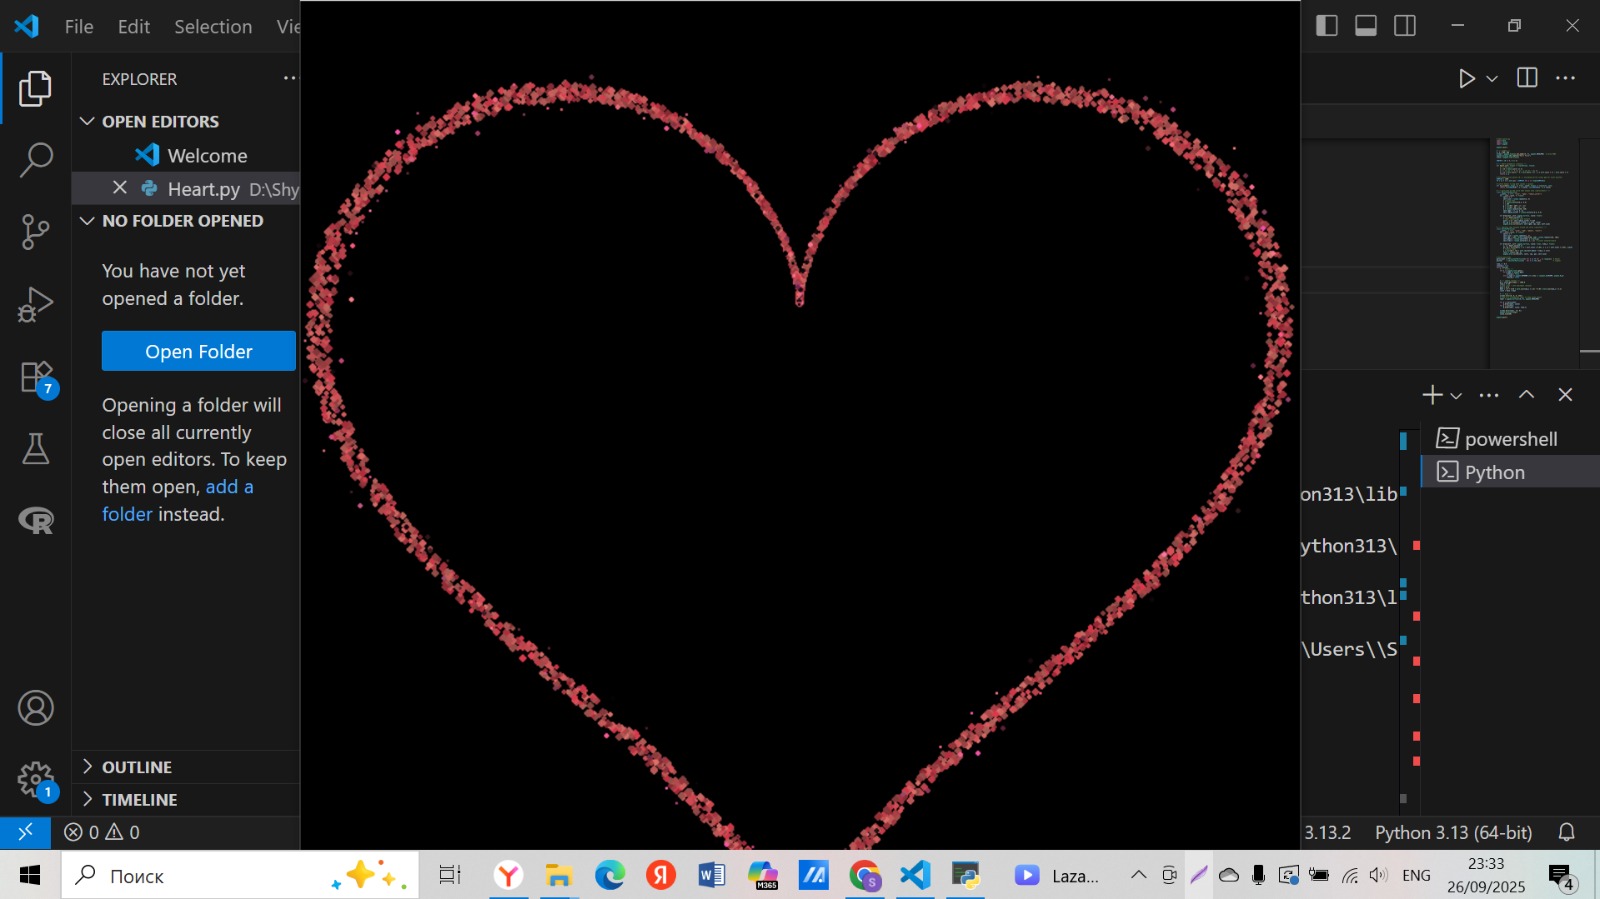 File Edit Selection Vie
EXPLORER
OPEN EDITORS
Welcome
Heart.py D:\Shy
NO FOLDER OPENED
You have not yet
opened a folder.
Open Folder
Opening a folder will
close all currently
open editors. To keep
them open, add a
folder instead.
OUTLINE
TIMELINE
0 0
7
1
powershell
Python
on313\lib
ython313\
thon313\l
\Users\\S
3.13.2 Python 3.13 (64-bit)
Поиск
M365
S
Laza...
ENG
23:33
26/09/2025
4